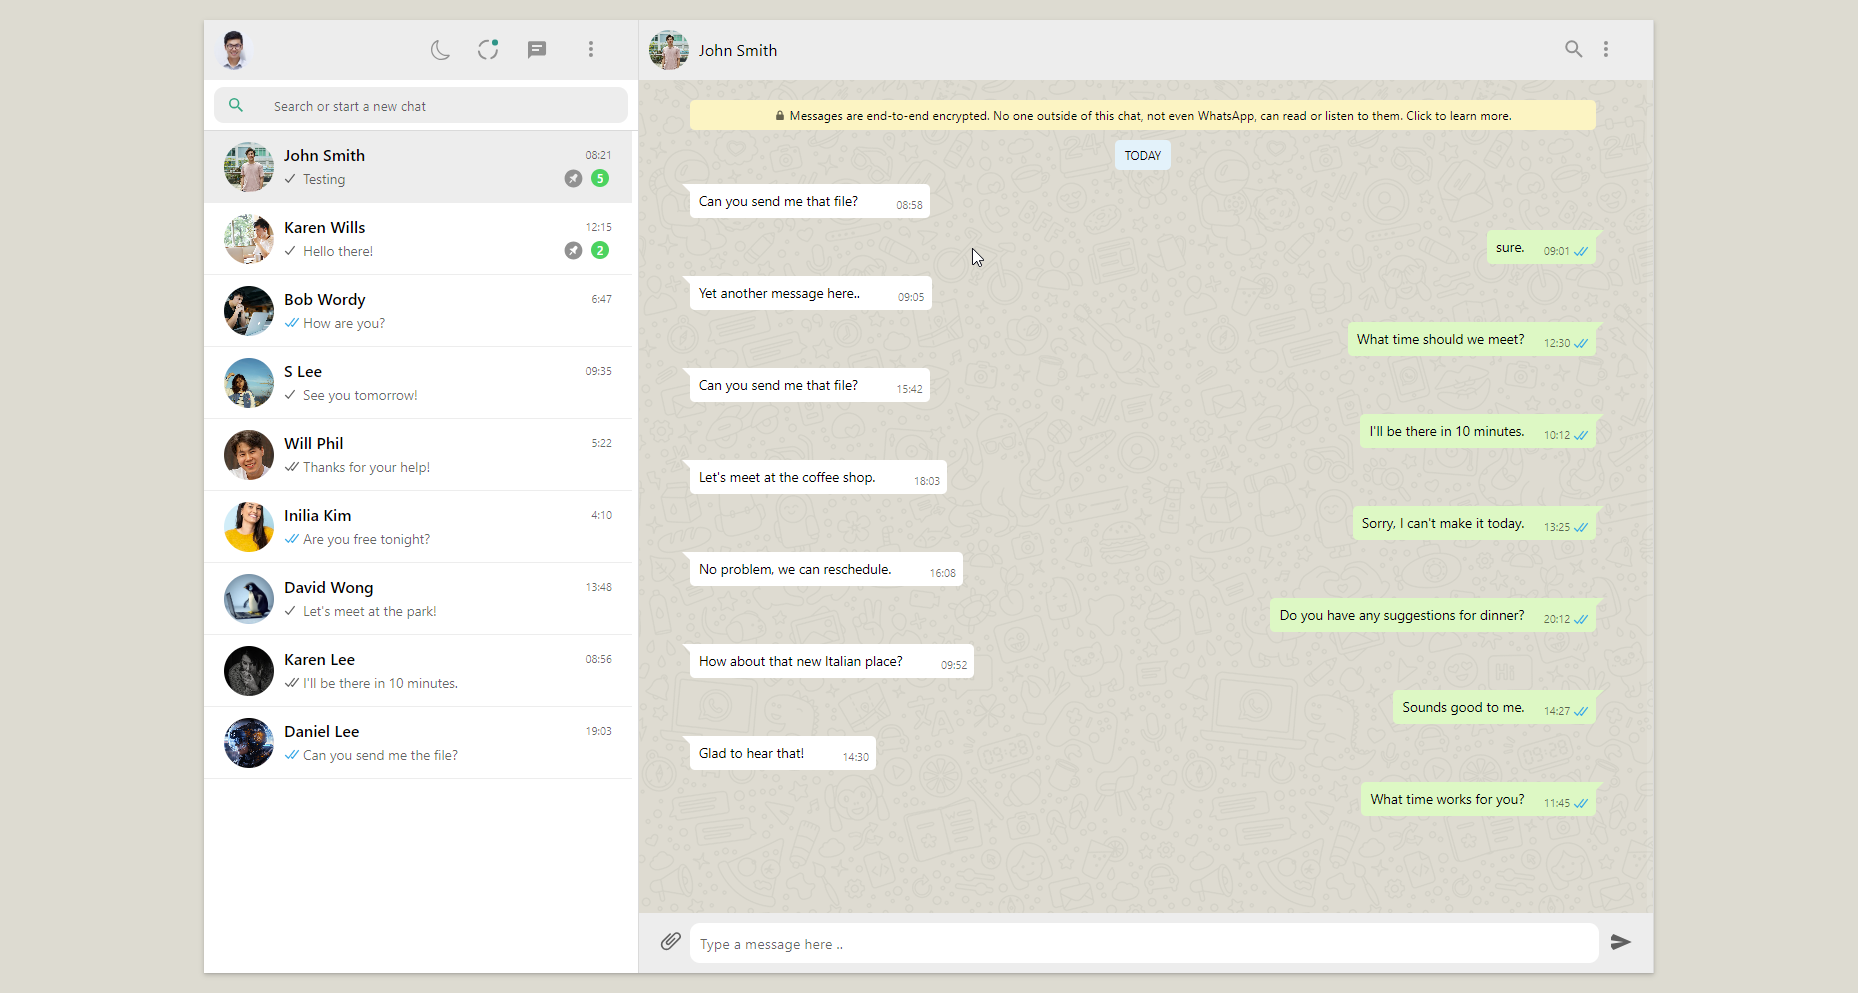 John Smith
Search or start a new chat
John Smith 08:21
Testing 5
Karen Wills 12:15
Hello there! 2
Bob Wordy 6:47
How are you?
S Lee 09:35
See you tomorrow!
Will Phil 5:22
Thanks for your help!
Inilia Kim 4:10
Are you free tonight?
David Wong 13:48
Let's meet at the park!
Karen Lee 08:56
I'll be there in 10 minutes.
Daniel Lee 19:03
Can you send me the file?
Messages are end-to-end encrypted. No one outside of this chat, not even WhatsApp, can read or listen to them. Click to learn more.
TODAY
Can you send me that file? 08:58
sure. 09:01
Yet another message here.. 09:05
What time should we meet? 12:30
Can you send me that file? 15:42
I'll be there in 10 minutes. 10:12
Let's meet at the coffee shop. 18:03
Sorry, I can't make it today. 13:25
No problem, we can reschedule. 16:08
Do you have any suggestions for dinner? 20:12
How about that new Italian place? 09:52
Sounds good to me. 14:27
Glad to hear that! 14:30
What time works for you? 11:45
Type a message here ..